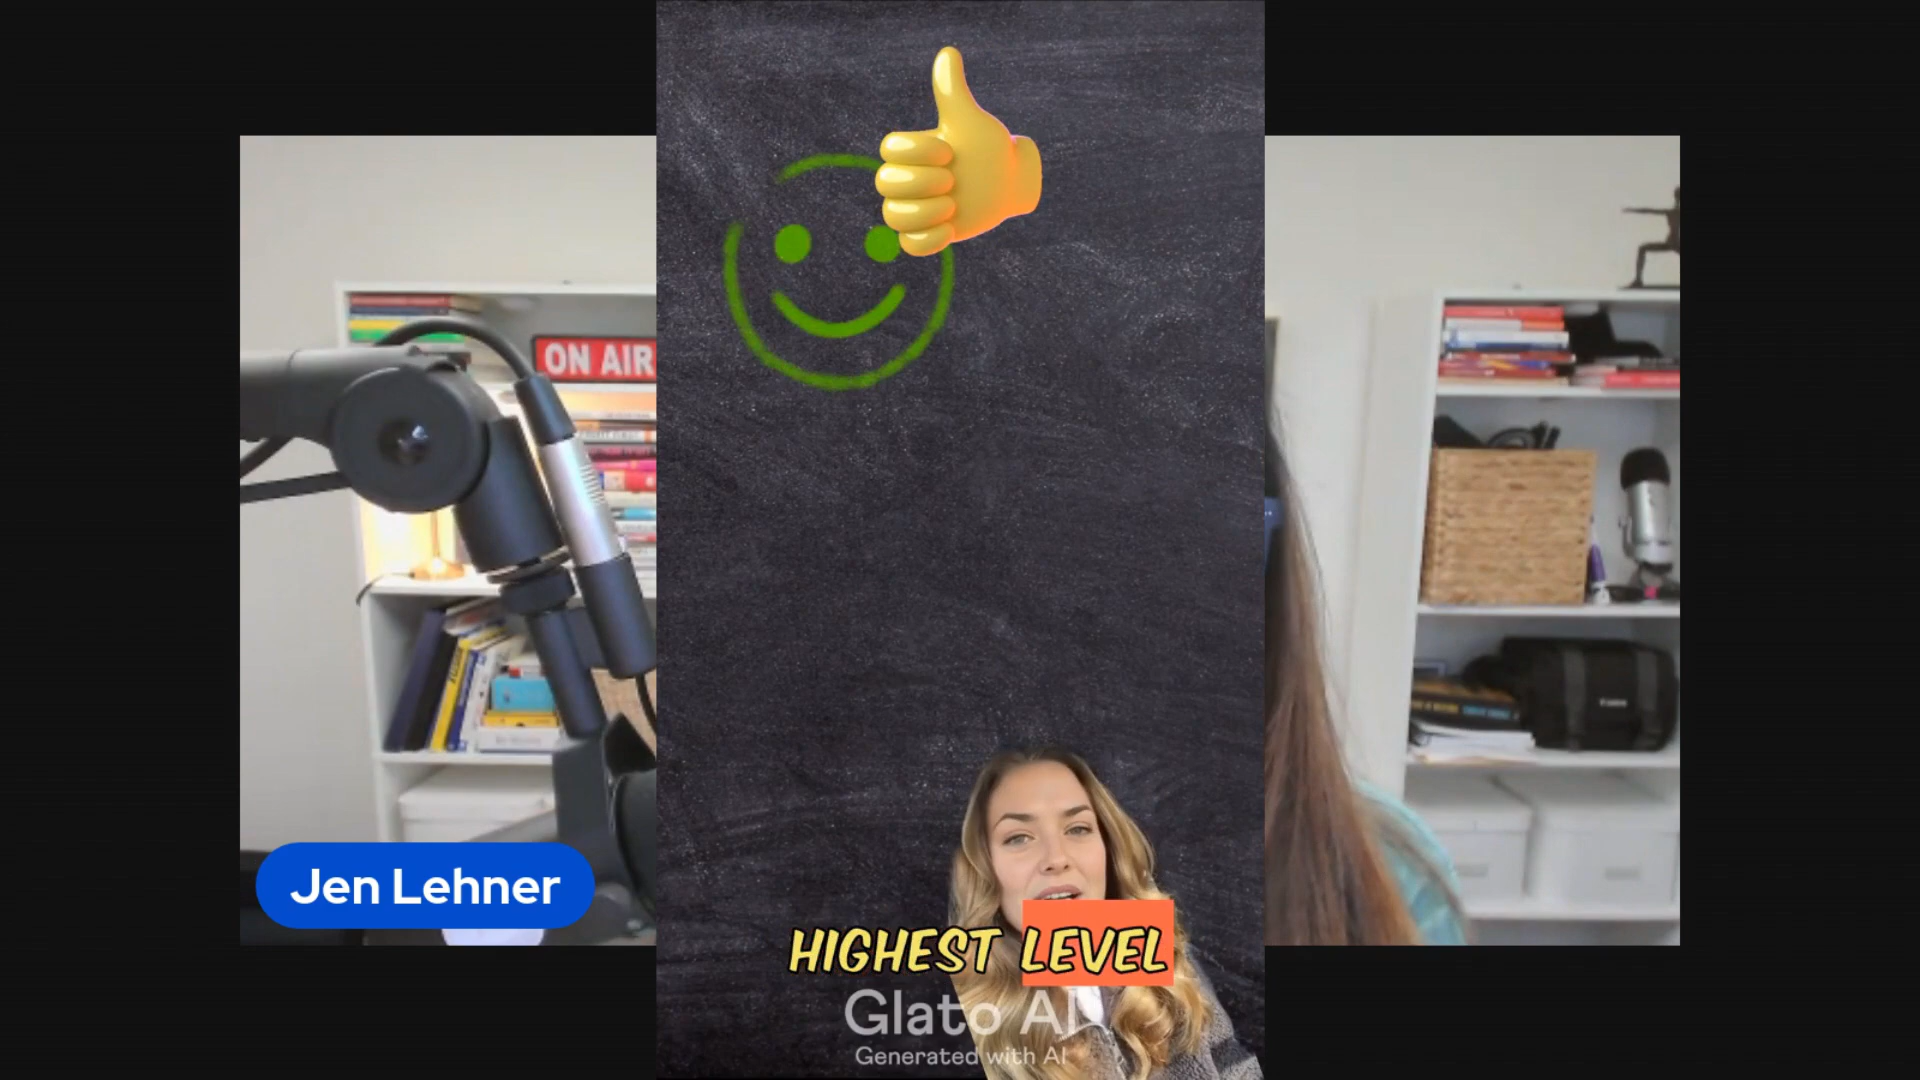 ON AIR
Jen Lehner
HIGHEST LEVEL
Glato AI
Generated with AI